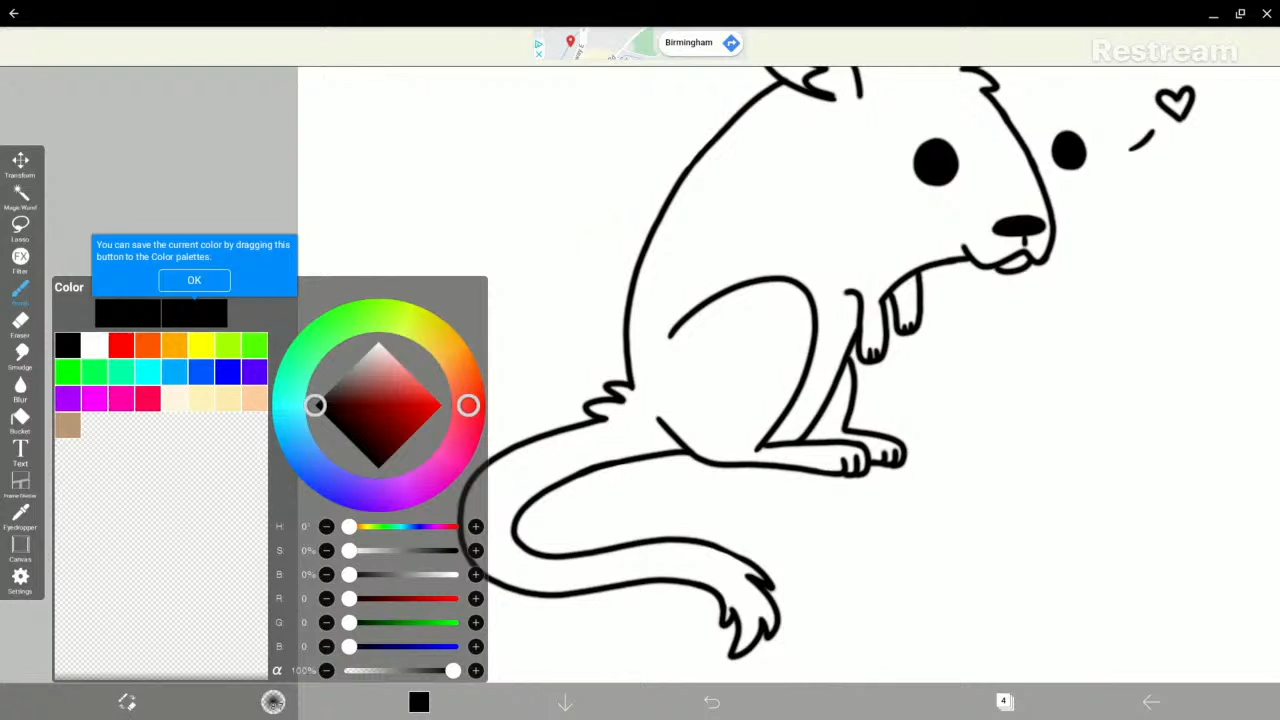 Birmingham
Restream
Transform
Magic Wand
Lasso
FX
Filter
Eraser
Smudge
Blur
Bucket
T
Text
Frame Divider
Eyedropper
Canvas
Settings
You can save the current color by dragging this
button to the Color palettes.
OK
Color
H 0°
S 0%
B 0%
R 0
G 0
B 0
α 100%
4